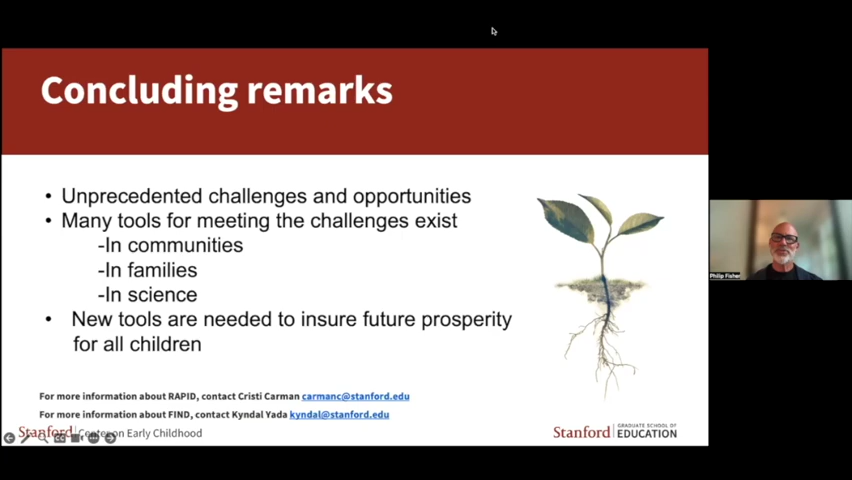 Concluding remarks
• Unprecedented challenges and opportunities
• Many tools for meeting the challenges exist
-In communities
-In families
-In science
• New tools are needed to insure future prosperity
for all children
Philip Fisher
For more information about RAPID, contact Cristi Carman carmanc@stanford.edu
For more information about FIND, contact Kyndal Yada kyndal@stanford.edu
Stanford Center on Early Childhood
Stanford GRADUATE SCHOOL OF
EDUCATION